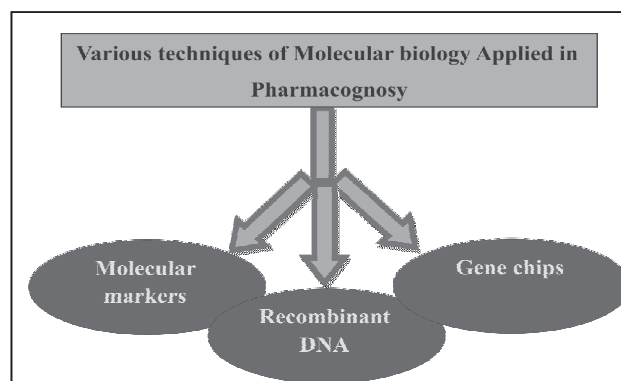 Various techniques of Molecular biology Applied in
Pharmacognosy
Molecular
markers
Recombinant
DNA
Gene chips